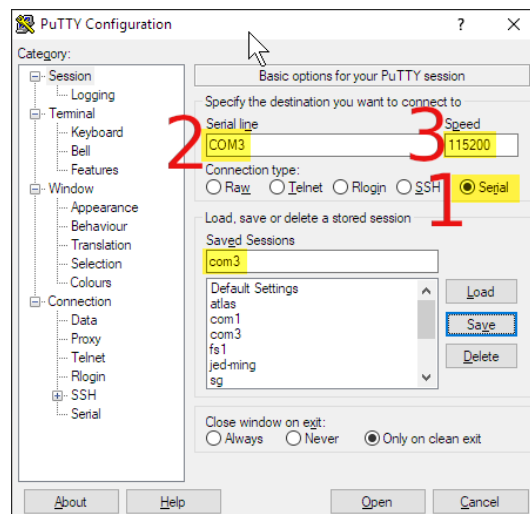 PuTTY Configuration ? ×
Category:
Session
Logging
Terminal
Keyboard
Bell
Features
Window
Appearance
Behaviour
Translation
Selection
Colours
Connection
Data
Proxy
Telnet
Rlogin
SSH
Serial
Basic options for your PuTTY session
Specify the destination you want to connect to
Serial line Speed
2 COM3 3 115200
Connection type:
Raw Telnet Rlogin SSH Serial
1
Load, save or delete a stored session
Saved Sessions
com3
Default Settings
atlas
com1
com3
fs1
jed-ming
sg
Load
Save
Delete
Close window on exit:
Always Never Only on clean exit
About Help Open Cancel